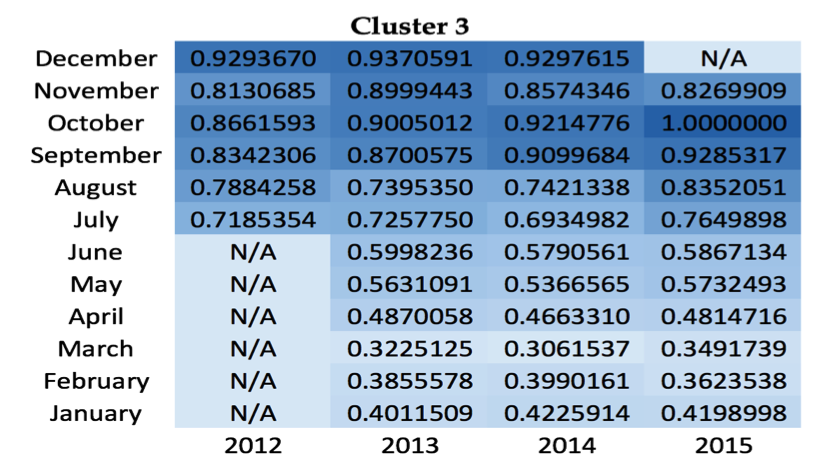 Cluster 3
December 0.9293670 0.9370591 0.9297615 N/A
November 0.8130685 0.8999443 0.8574346 0.8269909
October 0.8661593 0.9005012 0.9214776 1.0000000
September 0.8342306 0.8700575 0.9099684 0.9285317
August 0.7884258 0.7395350 0.7421338 0.8352051
July 0.7185354 0.7257750 0.6934982 0.7649898
June N/A 0.5998236 0.5790561 0.5867134
May N/A 0.5631091 0.5366565 0.5732493
April N/A 0.4870058 0.4663310 0.4814716
March N/A 0.3225125 0.3061537 0.3491739
February N/A 0.3855578 0.3990161 0.3623538
January N/A 0.4011509 0.4225914 0.4198998
2012 2013 2014 2015